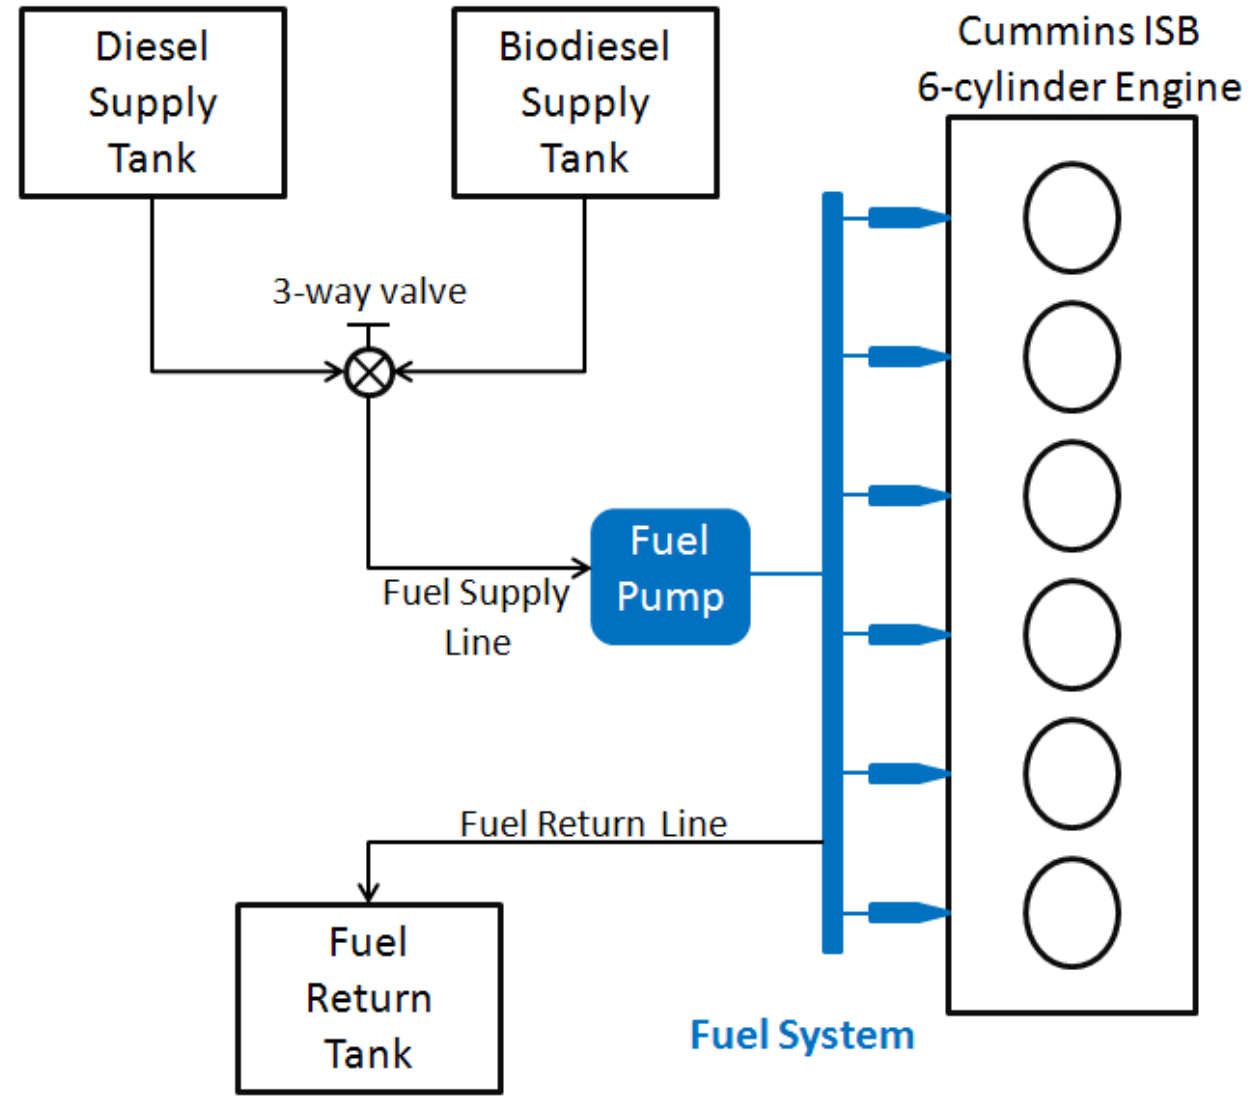 Diesel
Supply
Tank
Biodiesel
Supply
Tank
Cummins ISB
6-cylinder Engine
3-way valve
Fuel
Pump
Fuel Supply
Line
Fuel Return Line
Fuel
Return
Tank
Fuel System